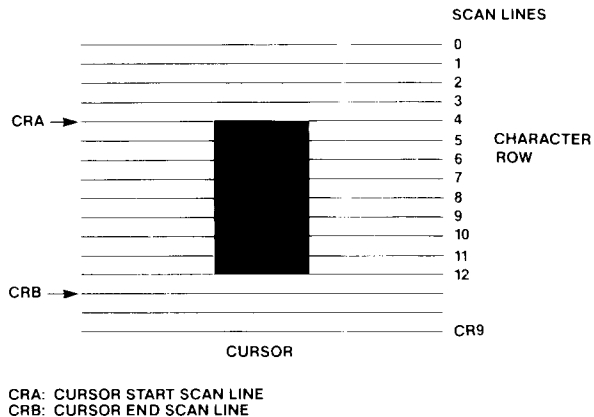 SCAN LINES
0
1
2
3
CRA
4
5
CHARACTER
6
ROW
7
8
9
10
11
12
CRB
CR9
CURSOR
CRA: CURSOR START SCAN LINE
CRB: CURSOR END SCAN LINE